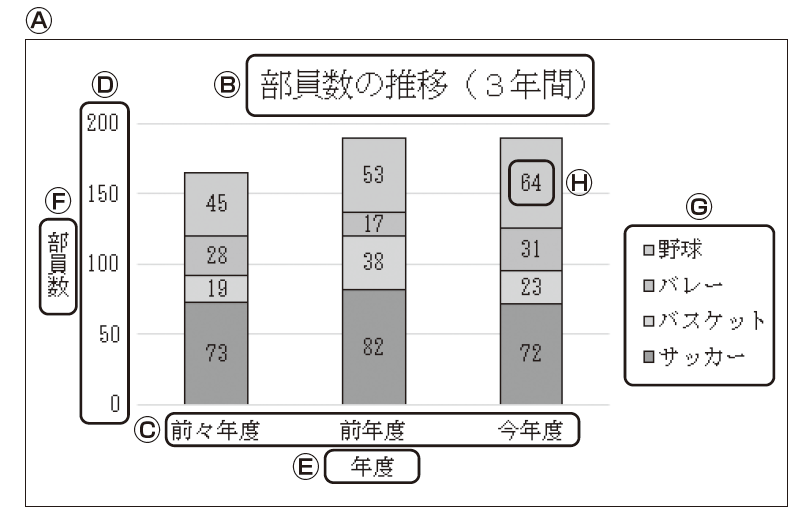 Ⓐ
Ⓑ 部員数の推移（３年間）
Ⓓ
200
150
100
50
0
Ⓕ
部員数
45
28
19
73
53
17
38
82
64 Ⓗ
31
23
72
Ⓖ
野球
バレー
バスケット
サッカー
Ⓒ 前々年度 前年度 今年度
Ⓔ 年度